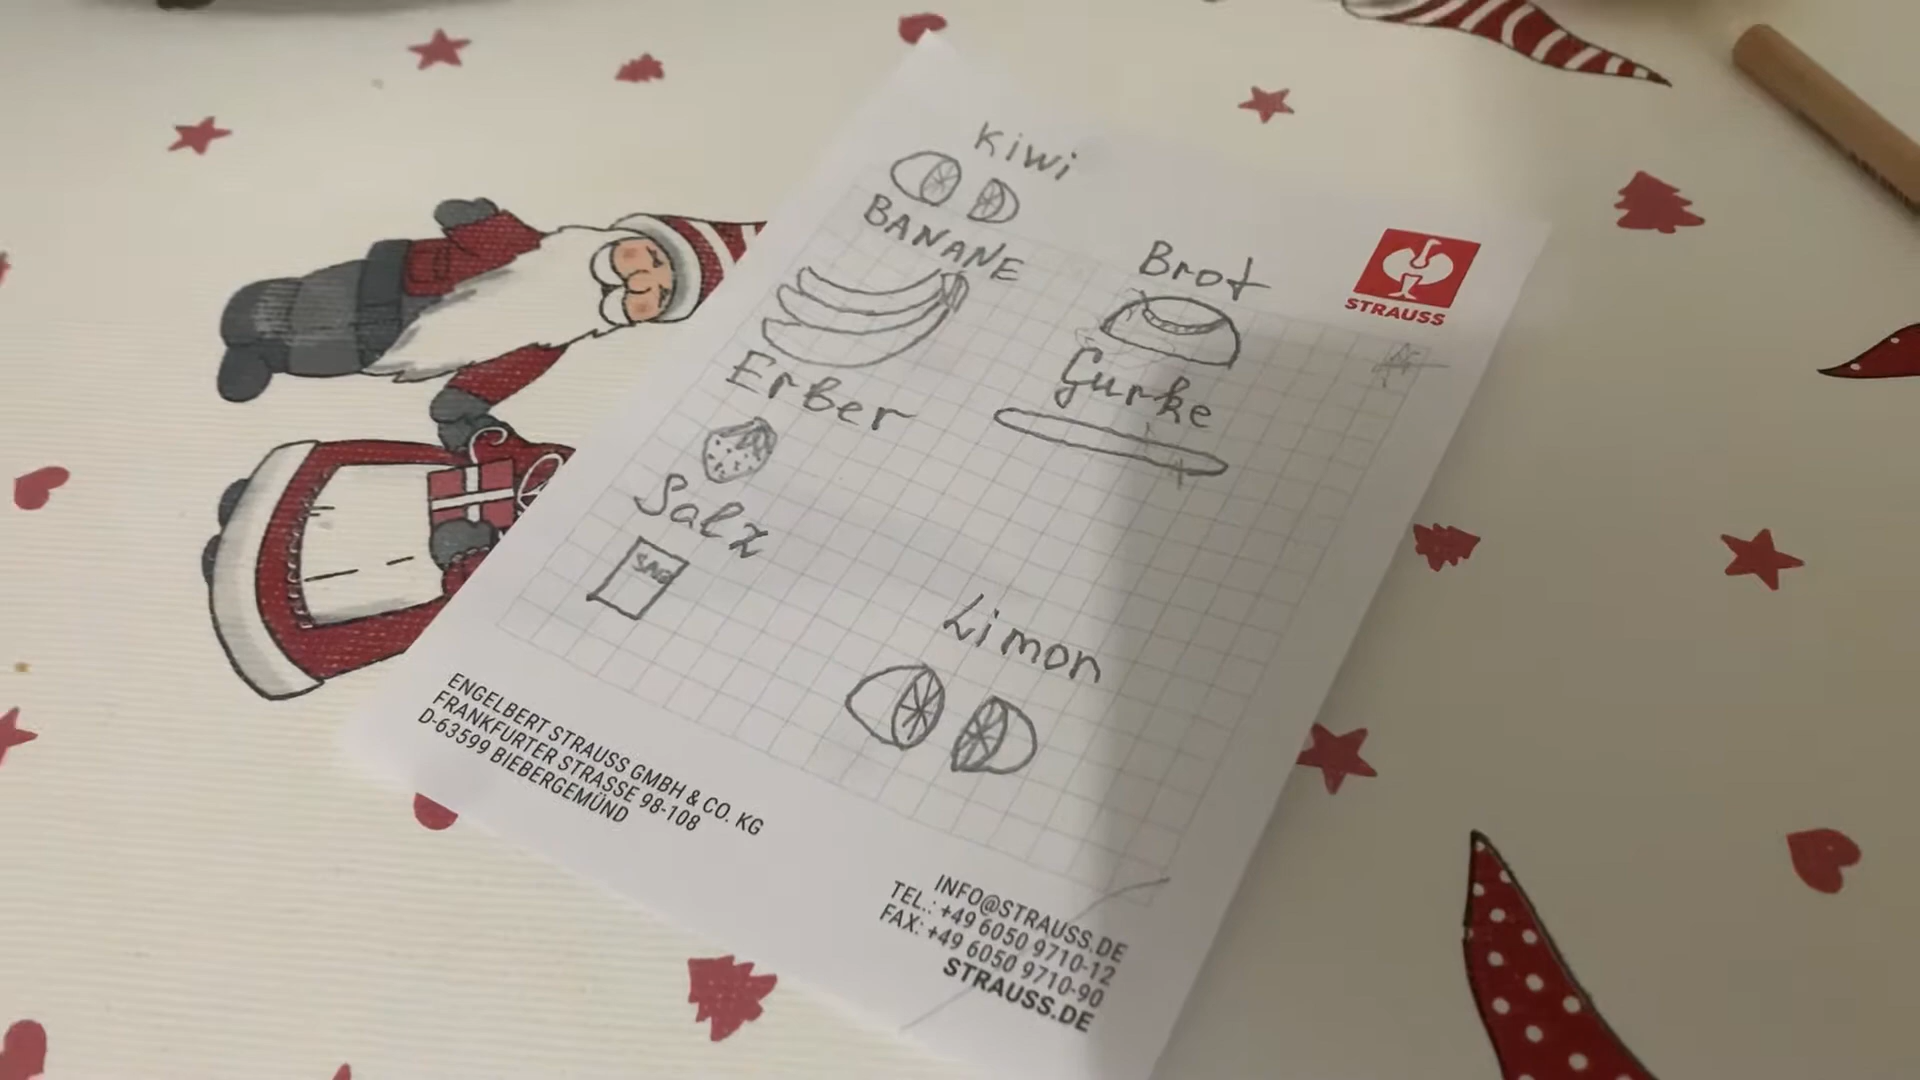 Kiwi
BANANE
Erber
Salz
Brot
Gurke
Limon
STRAUSS
ENGELBERT STRAUSS GMBH & CO. KG
FRANKFURTER STRASSE 98-108
D-63599 BIEBERGEMÜND
INFO@STRAUSS.DE
TEL.: +49 6050 9710-12
FAX: +49 6050 9710-90
STRAUSS.DE